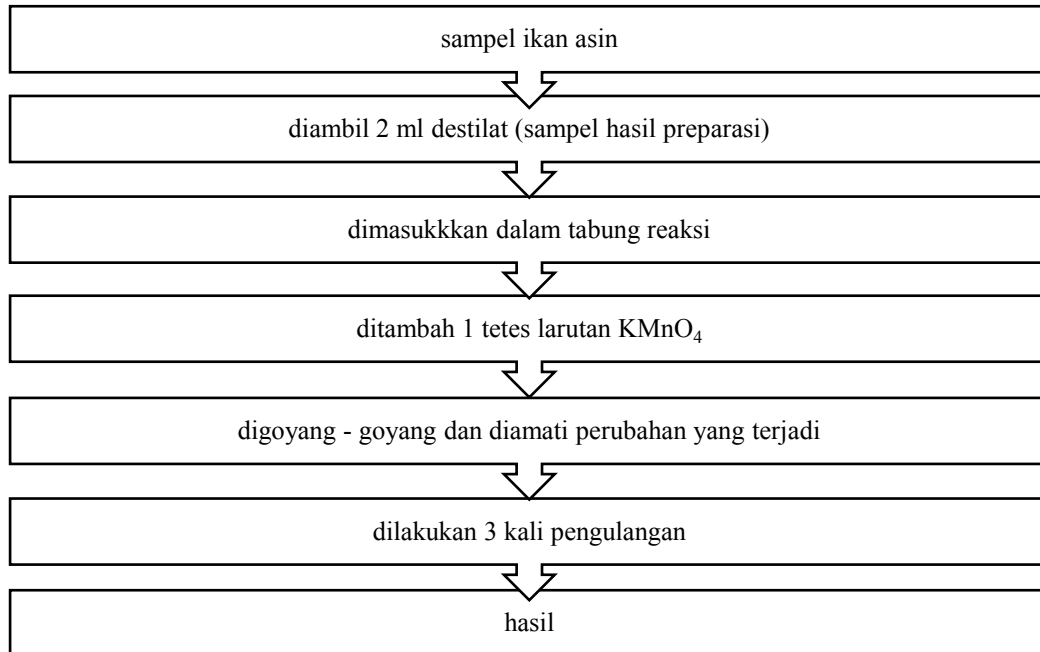 sampel ikan asin
diambil 2 ml destilat (sampel hasil preparasi)
dimasukkkan dalam tabung reaksi
ditambah 1 tetes larutan KMnO₄
digoyang - goyang dan diamati perubahan yang terjadi
dilakukan 3 kali pengulangan
hasil